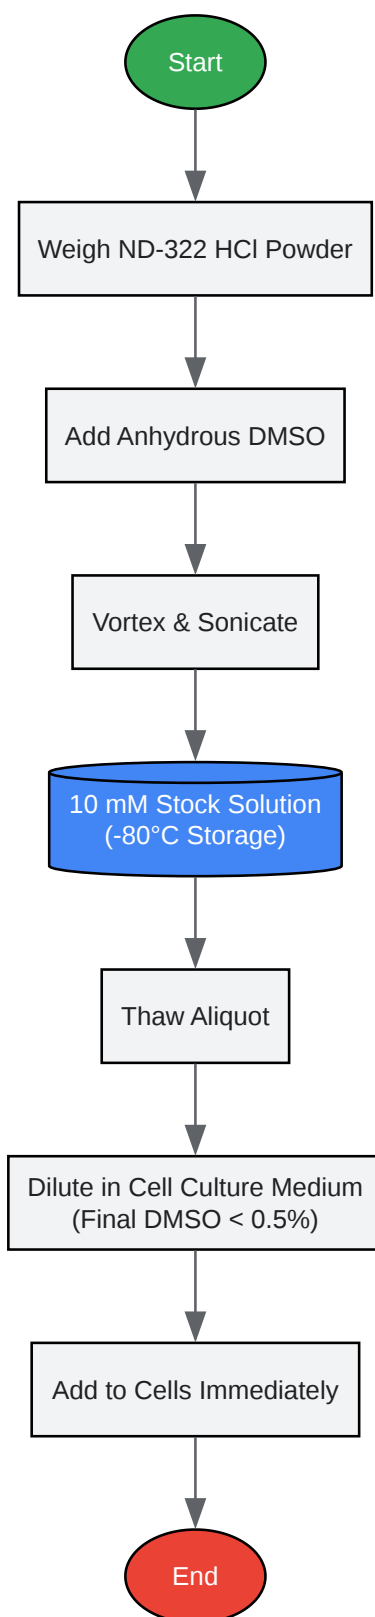 Start
Weigh ND-322 HCl Powder
Add Anhydrous DMSO
Vortex & Sonicate
10 mM Stock Solution
(-80°C Storage)
Thaw Aliquot
Dilute in Cell Culture Medium
(Final DMSO < 0.5%)
Add to Cells Immediately
End